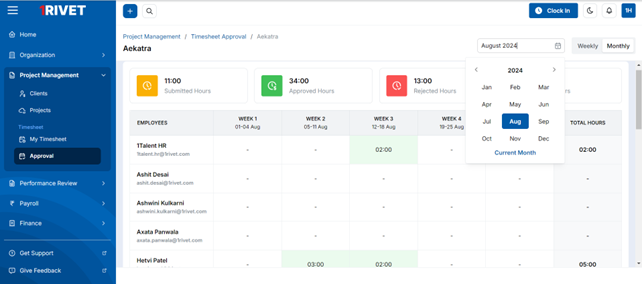 1RIVET
Clock in
1H
Home
Organization
Project Management
Clients
Projects
Timesheet
My Timesheet
Approval
Performance Review
Payroll
Finance
Get Support
Give Feedback
Project Management / Timesheet Approval / Aekatra
Aekatra
August 2024
Weekly Monthly
11:00
Submitted Hours
34:00
Approved Hours
13:00
Rejected Hours
2024
Jan Feb Mar
Apr May Jun
Jul Aug Sep
Oct Nov Dec
Current Month
EMPLOYEES WEEK 1 WEEK 2 WEEK 3 WEEK 4 TOTAL HOURS
01-04 Aug 05-11 Aug 12-18 Aug 19-25 Aug
1Talent HR - - 02:00 02:00
1talent.hr@1rivet.com
Ashit Desai - - - - - -
ashit.desai@1rivet.com
Ashwini Kulkarni - - - - - -
ashwini.kulkarni@1rivet.com
Axata Panwala - - - - - -
axata.panwala@1rivet.com
Hetvi Patel - 03:00 02:00 - - 05:00